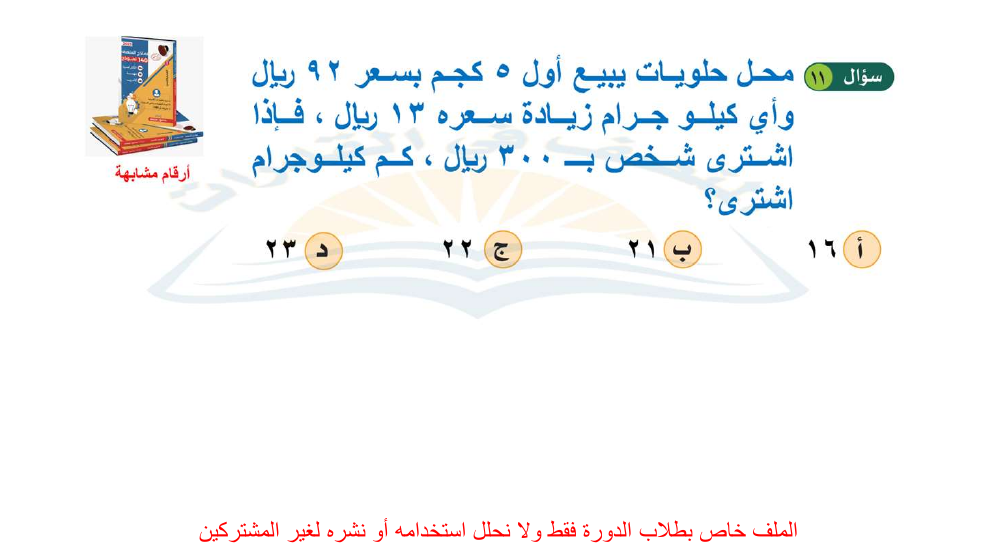 سؤال ١١ محل حلويات يبيع أول ٥ كجم بسعر ٩٢ ريال
وأي كيلو جرام زيادة سعره ١٣ ريال ، فإذا
اشترى شخص بـ ٣٠٠ ريال ، كم كيلوجرام
اشترى؟
أ ١٦ ب ٢١ ج ٢٢ د ٢٣
أرقام مشابهة
الملف خاص بطلاب الدورة فقط ولا نحلل استخدامه أو نشره لغير المشتركين